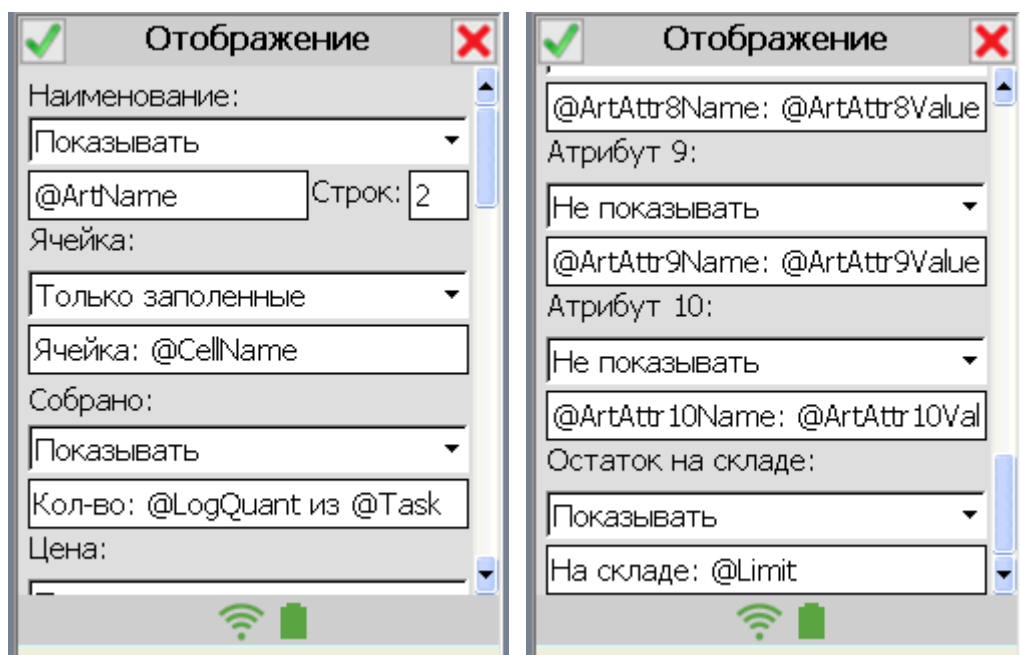 Отображение
Наименование:
Показывать
@ArtName Строк: 2
Ячейка:
Только заполенные
Ячейка: @CellName
Собрано:
Показывать
Кол-во: @LogQuant из @Task
Цена:
Отображение
@ArtAttr8Name: @ArtAttr8Value
Атрибут 9:
Не показывать
@ArtAttr9Name: @ArtAttr9Value
Атрибут 10:
Не показывать
@ArtAttr10Name: @ArtAttr10Val
Остаток на складе:
Показывать
На складе: @Limit